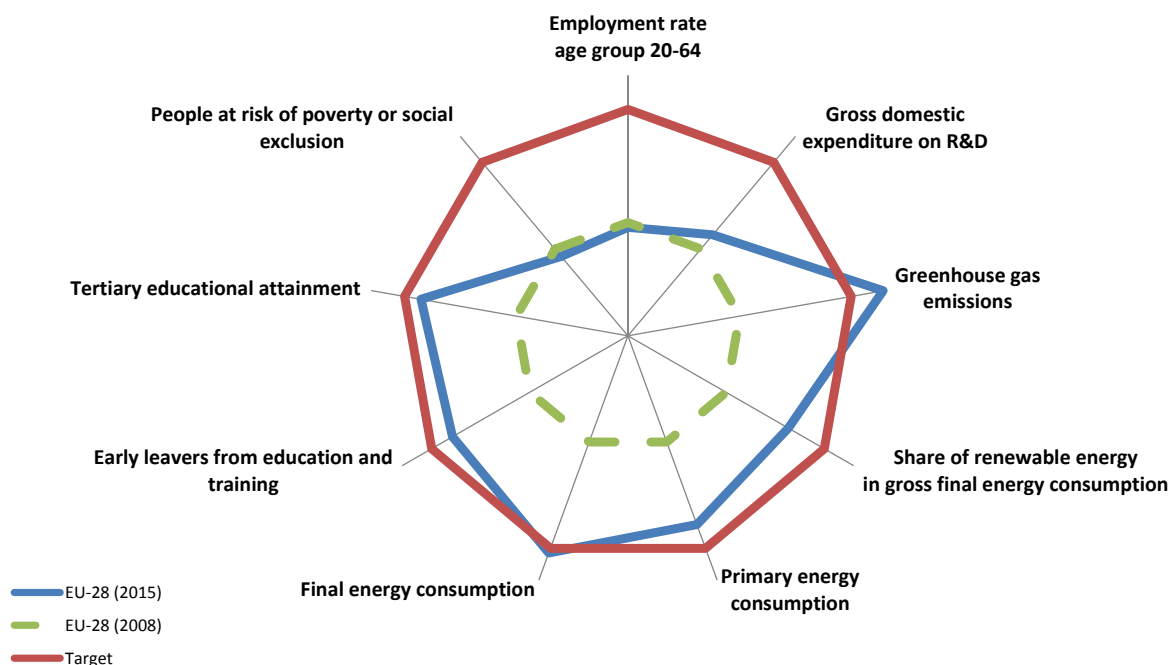 Employment rate
age group 20-64
People at risk of poverty or social
exclusion
Gross domestic
expenditure on R&D
Tertiary educational attainment
Greenhouse gas
emissions
Early leavers from education and
training
Share of renewable energy
in gross final energy consumption
Final energy consumption
Primary energy
consumption
EU-28 (2015)
EU-28 (2008)
Target